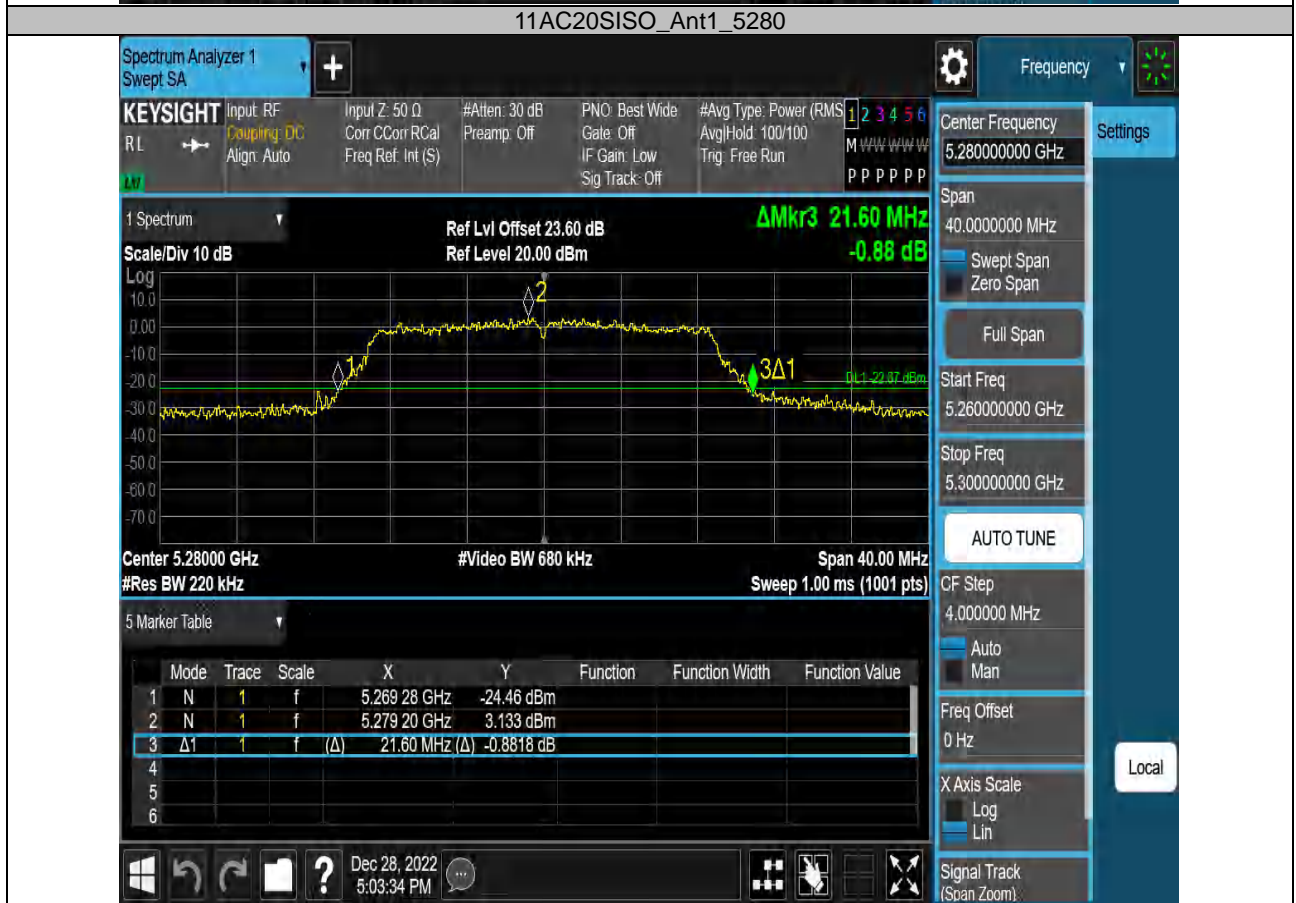 11AC20SISO_Ant1_5280
Spectrum Analyzer 1
Swept SA
Frequency
KEYSIGHT
RL
Input: RF
Coupling: DC
Align: Auto
Input Z: 50 Ω
Corr CCorr RCal
Freq Ref: Int (S)
#Atten: 30 dB
Preamp: Off
PNO: Best Wide
Gate: Off
IF Gain: Low
Sig Track: Off
#Avg Type: Power (RMS
Avg|Hold: 100/100
Trig: Free Run
1 2 3 4 5 6
M W W W W W
P P P P P P
1 Spectrum
Scale/Div 10 dB
Ref Lvl Offset 23.60 dB
Ref Level 20.00 dBm
ΔMkr3 21.60 MHz
-0.88 dB
Log
10.0
0.00
-10.0
-20.0
-30.0
-40.0
-50.0
-60.0
-70.0
1
2
3Δ1
DL1 -22.87 dBm
Center 5.28000 GHz
#Video BW 680 kHz
Span 40.00 MHz
#Res BW 220 kHz
Sweep 1.00 ms (1001 pts)
5 Marker Table
Mode Trace Scale X Y Function Function Width Function Value
1 N 1 f 5.269 28 GHz -24.46 dBm
2 N 1 f 5.279 20 GHz 3.133 dBm
3 Δ1 1 f (Δ) 21.60 MHz (Δ) -0.8818 dB
4
5
6
Center Frequency
5.280000000 GHz
Settings
Span
40.0000000 MHz
Swept Span
Zero Span
Full Span
Start Freq
5.260000000 GHz
Stop Freq
5.300000000 GHz
AUTO TUNE
CF Step
4.000000 MHz
Auto
Man
Freq Offset
0 Hz
X Axis Scale
Log
Lin
Local
Signal Track
(Span Zoom)
Dec 28, 2022
5:03:34 PM